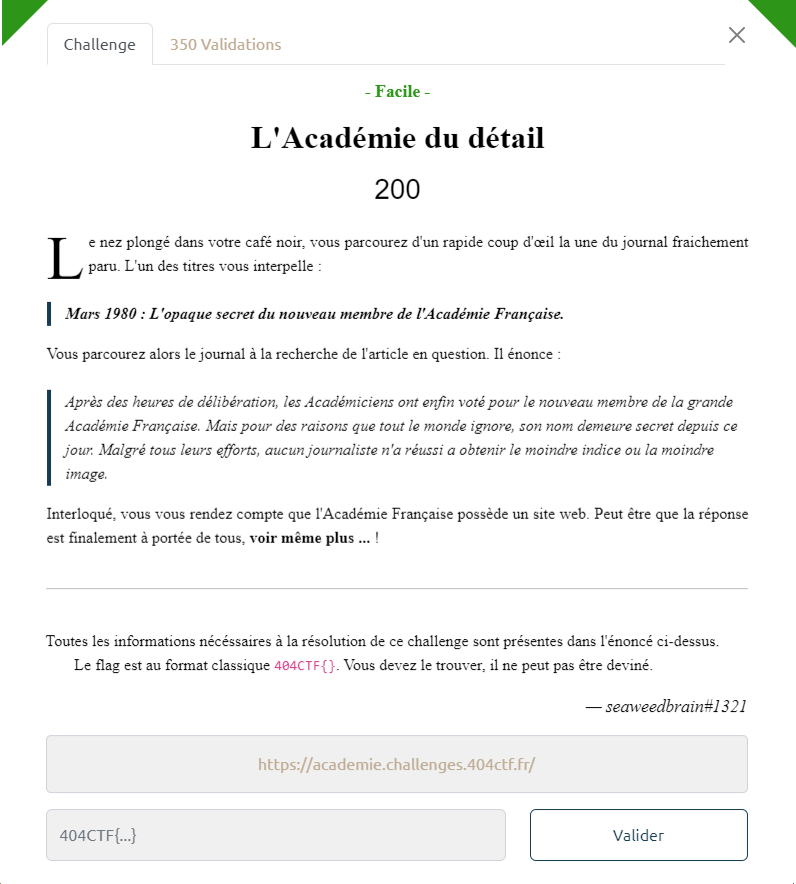 Challenge
350 Validations
- Facile -
L'Académie du détail
200
Le nez plongé dans votre café noir, vous parcourez d'un rapide coup d'œil la une du journal fraichement
paru. L'un des titres vous interpelle :
Mars 1980 : L'opaque secret du nouveau membre de l'Académie Française.
Vous parcourez alors le journal à la recherche de l'article en question. Il énonce :
Après des heures de délibération, les Académiciens ont enfin voté pour le nouveau membre de la grande
Académie Française. Mais pour des raisons que tout le monde ignore, son nom demeure secret depuis ce
jour. Malgré tous leurs efforts, aucun journaliste n'a réussi a obtenir le moindre indice ou la moindre
image.
Interloqué, vous vous rendez compte que l'Académie Française possède un site web. Peut être que la réponse
est finalement à portée de tous, voir même plus ... !
Toutes les informations nécéssaires à la résolution de ce challenge sont présentes dans l'énoncé ci-dessus.
Le flag est au format classique 404CTF{}. Vous devez le trouver, il ne peut pas être deviné.
— seaweedbrain#1321
https://academie.challenges.404ctf.fr/
404CTF{...}
Valider